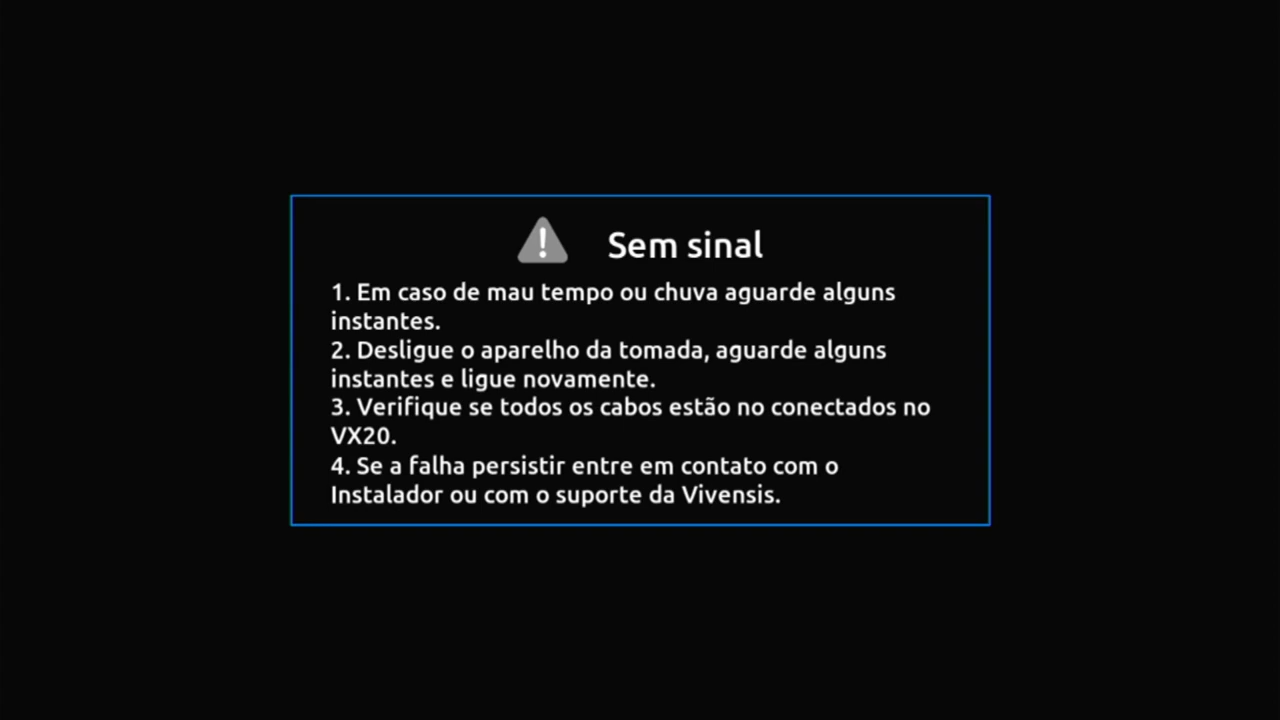 Sem sinal
1. Em caso de mau tempo ou chuva aguarde alguns
instantes.
2. Desligue o aparelho da tomada, aguarde alguns
instantes e ligue novamente.
3. Verifique se todos os cabos estão no conectados no
VX20.
4. Se a falha persistir entre em contato com o
Instalador ou com o suporte da Vivensis.